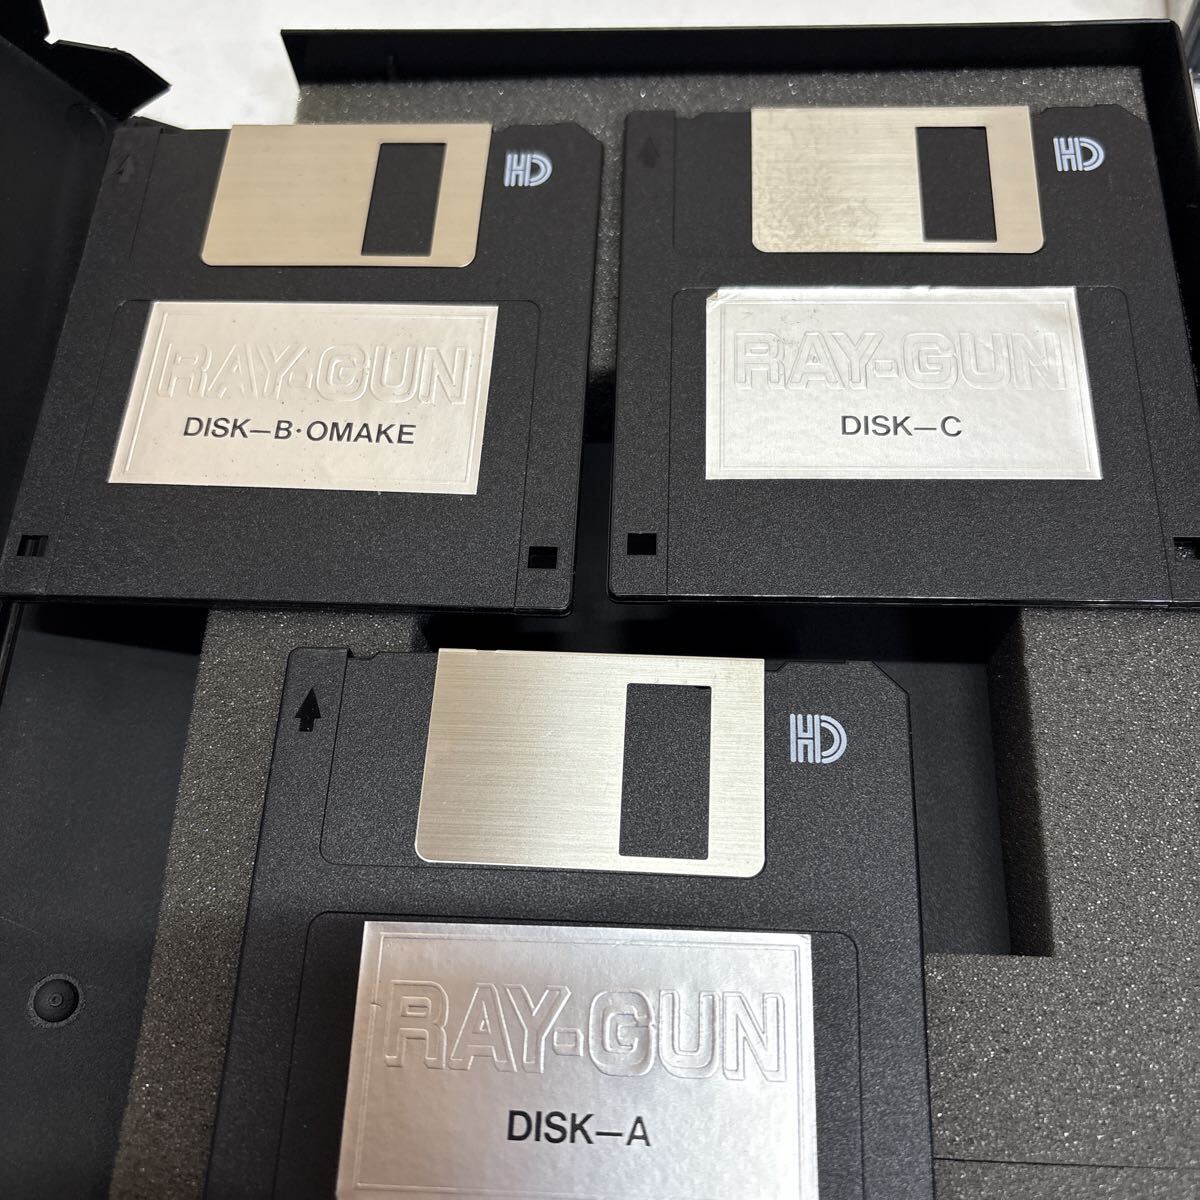 HD
RAY-GUN
DISK-B·OMAKE
HD
RAY-GUN
DISK-C
HD
RAY-GUN
DISK-A